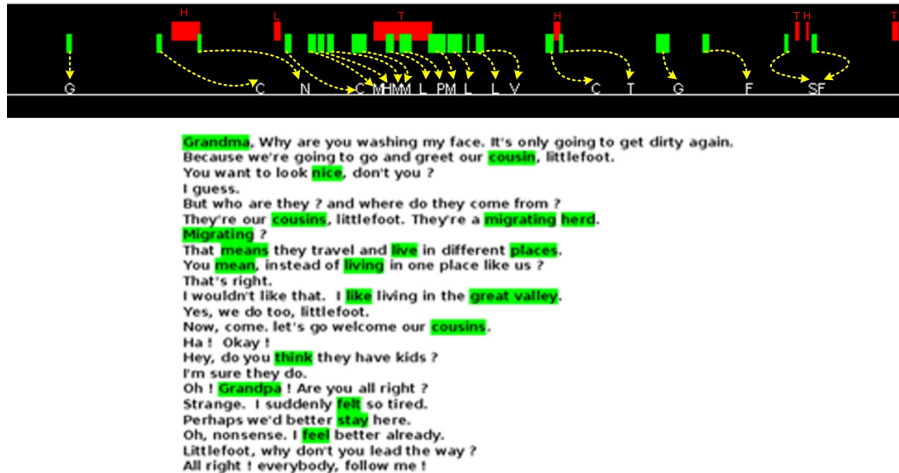 H L T H T H T
G C N C M H M M L P M L L V C T G F S F
Grandma, Why are you washing my face. It's only going to get dirty again.
Because we're going to go and greet our cousin, littlefoot.
You want to look nice, don't you ?
I guess.
But who are they ? and where do they come from ?
They're our cousins, littlefoot. They're a migrating herd.
Migrating ?
That means they travel and live in different places.
You mean, instead of living in one place like us ?
That's right.
I wouldn't like that. I like living in the great valley.
Yes, we do too, littlefoot.
Now, come. let's go welcome our cousins.
Ha ! Okay !
Hey, do you think they have kids ?
I'm sure they do.
Oh ! Grandpa ! Are you all right ?
Strange. I suddenly felt so tired.
Perhaps we'd better stay here.
Oh, nonsense. I feel better already.
Littlefoot, why don't you lead the way ?
All right ! everybody, follow me !